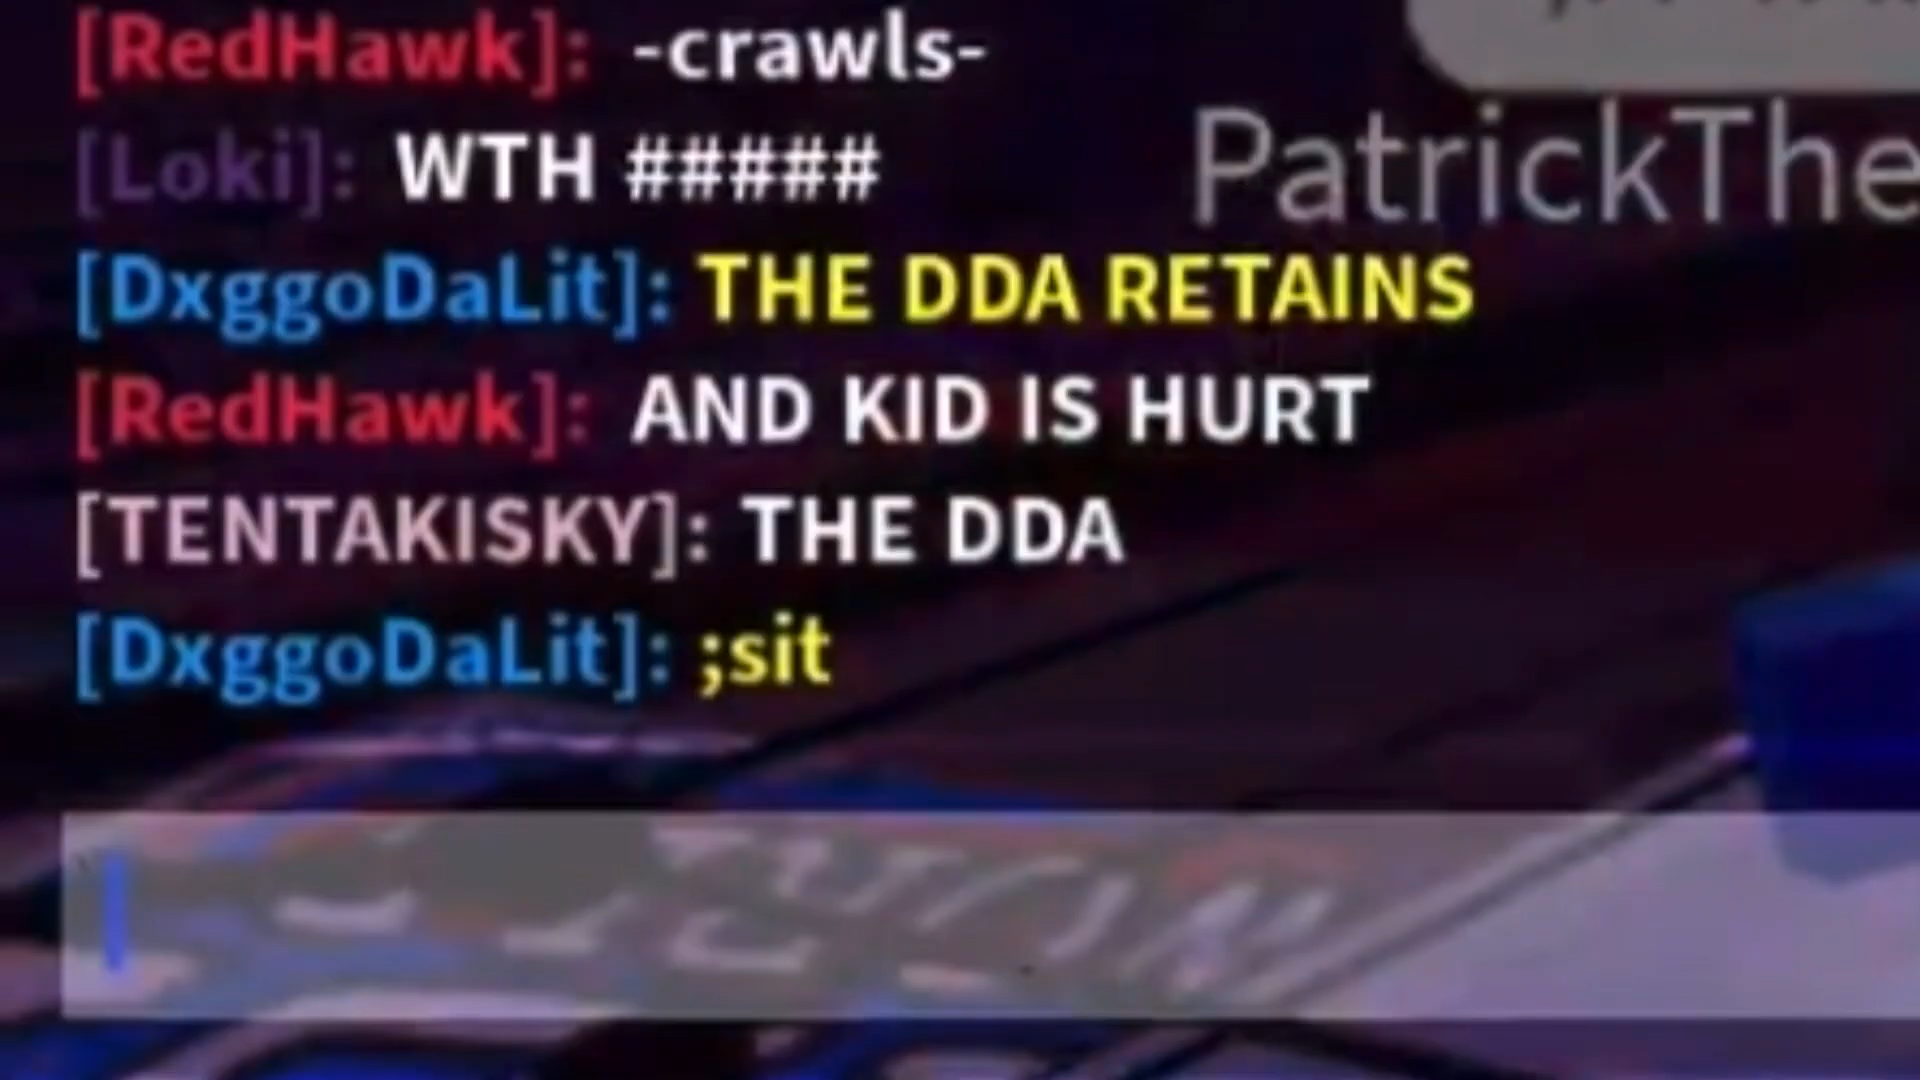 [RedHawk]: -crawls-
[Loki]: WTH #####
PatrickThe
[DxggoDaLit]: THE DDA RETAINS
[RedHawk]: AND KID IS HURT
[TENTAKISKY]: THE DDA
[DxggoDaLit]: ;sit